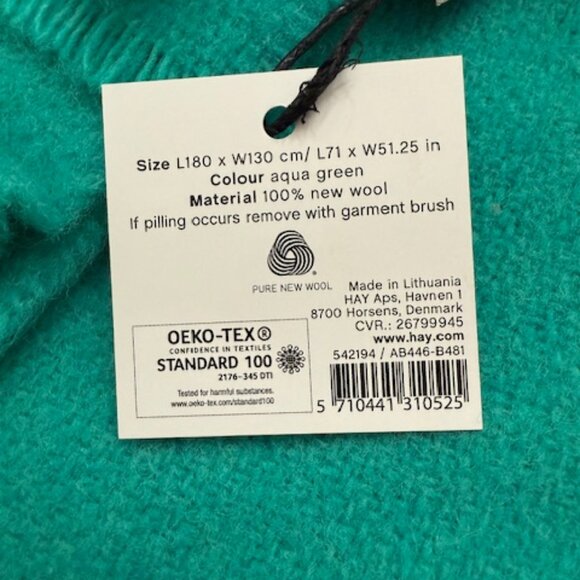 Size L180 x W130 cm/ L71 x W51.25 in
Colour aqua green
Material 100% new wool
If pilling occurs remove with garment brush
PURE NEW WOOL
Made in Lithuania
HAY Aps, Havnen 1
8700 Horsens, Denmark
CVR.: 26799945
www.hay.com
542194 / AB446-B481
5 710441 310525
OEKO-TEX®
CONFIDENCE IN TEXTILES
STANDARD 100
2176-345 DTI
Tested for harmful substances.
www.oeko-tex.com/standard100